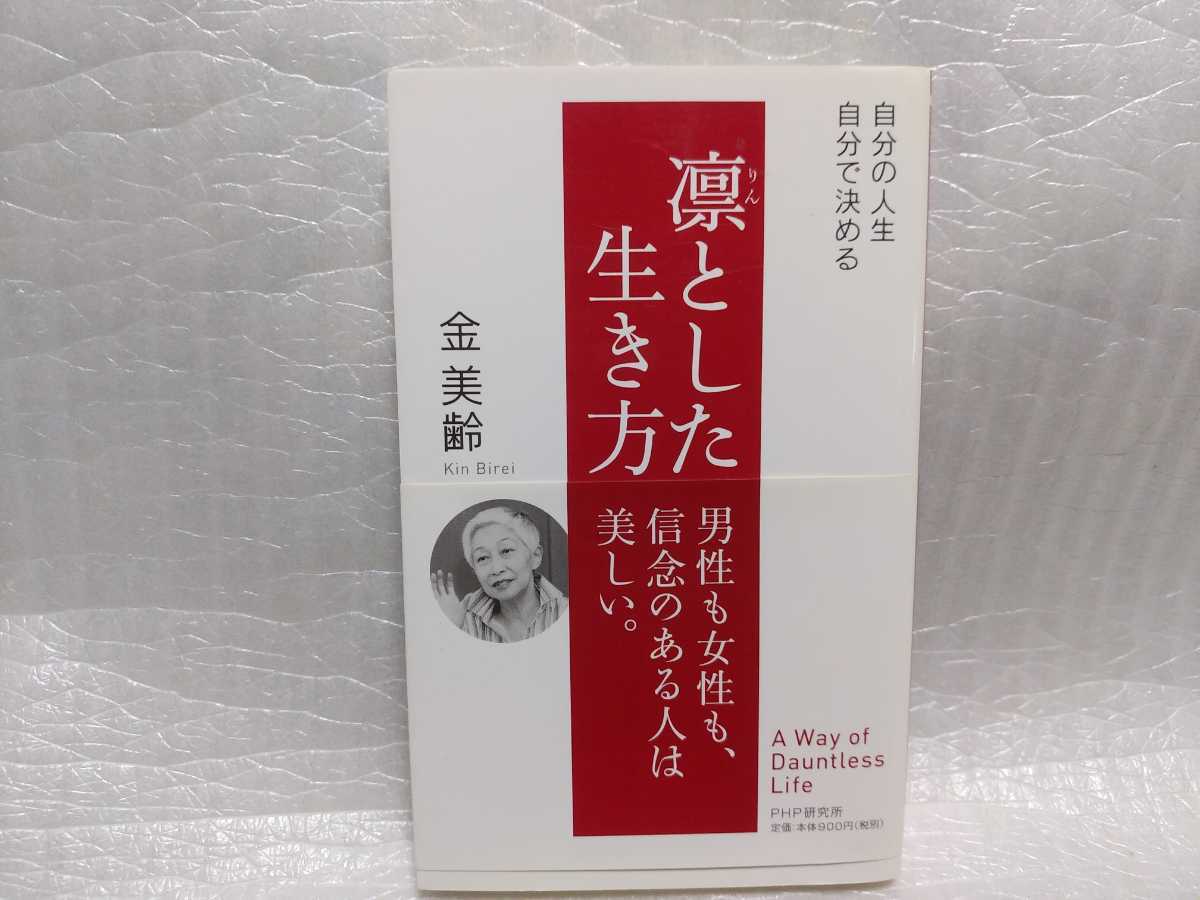 自分の人生
自分で決める
凛とした
りん
生き方
金 美齢
Kin Birei
男性も女性も、
信念のある人は
美しい。
A Way of
Dauntless
Life
PHP研究所
定価:本体900円(税別)